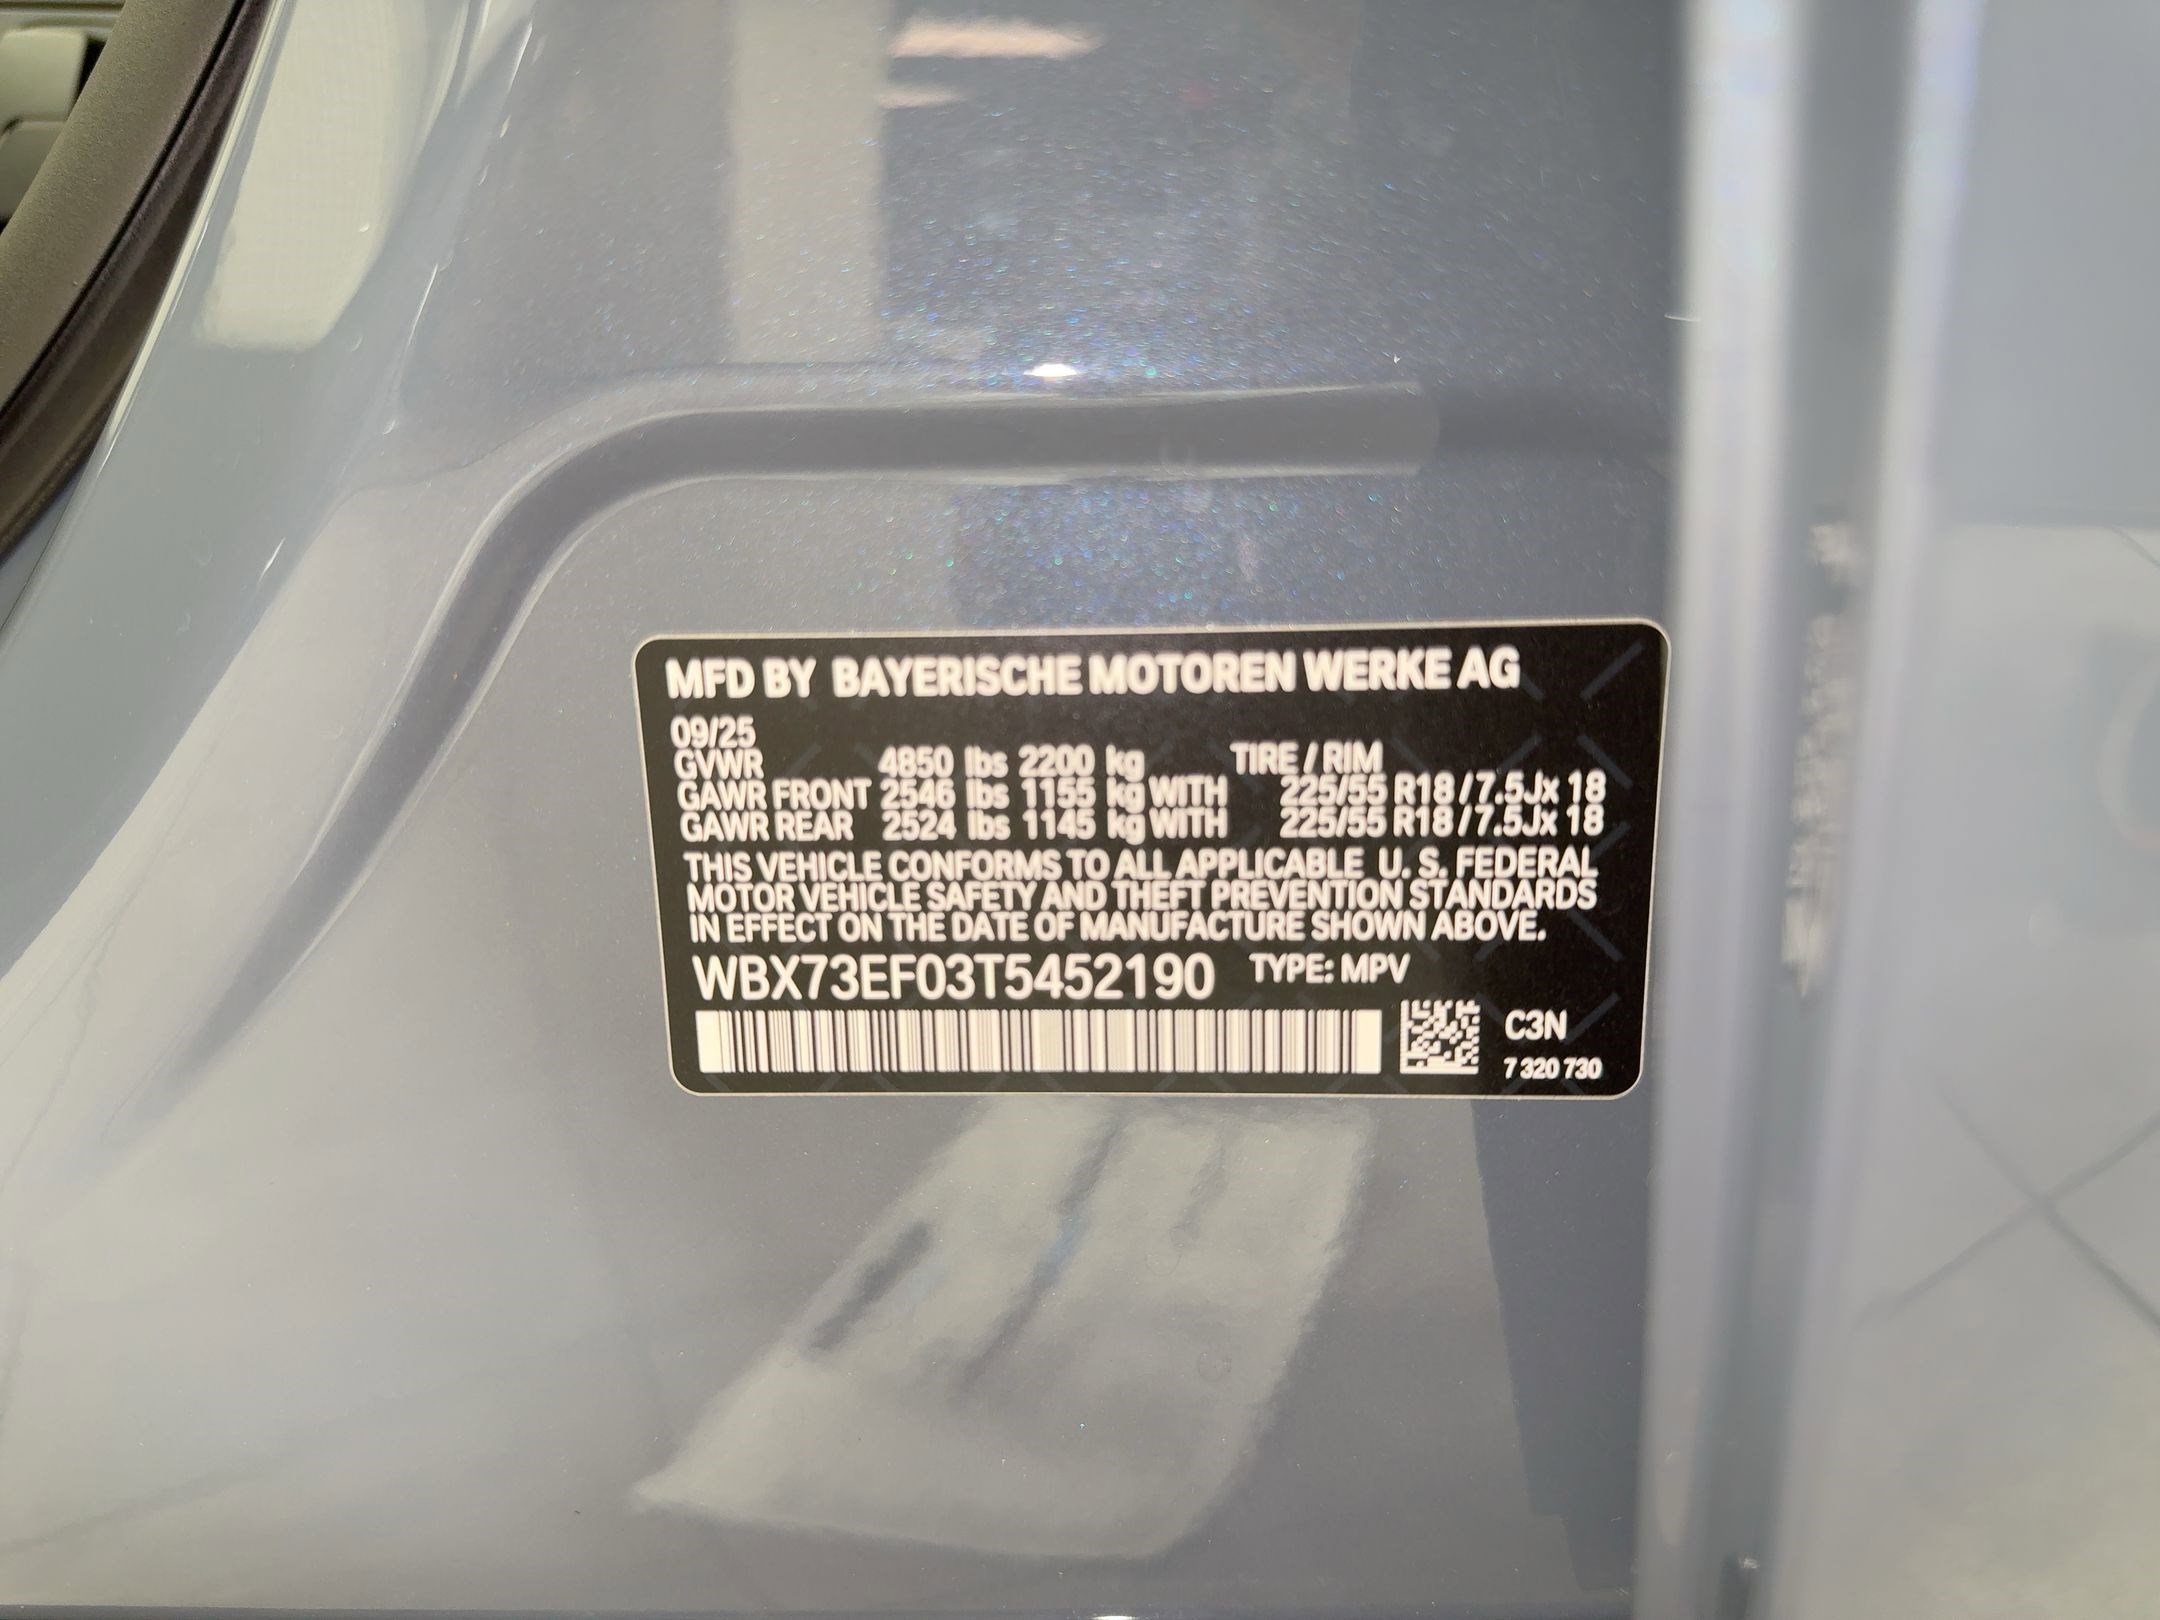 MFD BY BAYERISCHE MOTOREN WERKE AG
09/25
GVWR 4850 lbs 2200 kg TIRE / RIM
GAWR FRONT 2546 lbs 1155 kg WITH 225/55 R18 / 7.5Jx 18
GAWR REAR 2524 lbs 1145 kg WITH 225/55 R18 / 7.5Jx 18
THIS VEHICLE CONFORMS TO ALL APPLICABLE U. S. FEDERAL
MOTOR VEHICLE SAFETY AND THEFT PREVENTION STANDARDS
IN EFFECT ON THE DATE OF MANUFACTURE SHOWN ABOVE.
WBX73EF03T5452190 TYPE: MPV
C3N
7 320 730